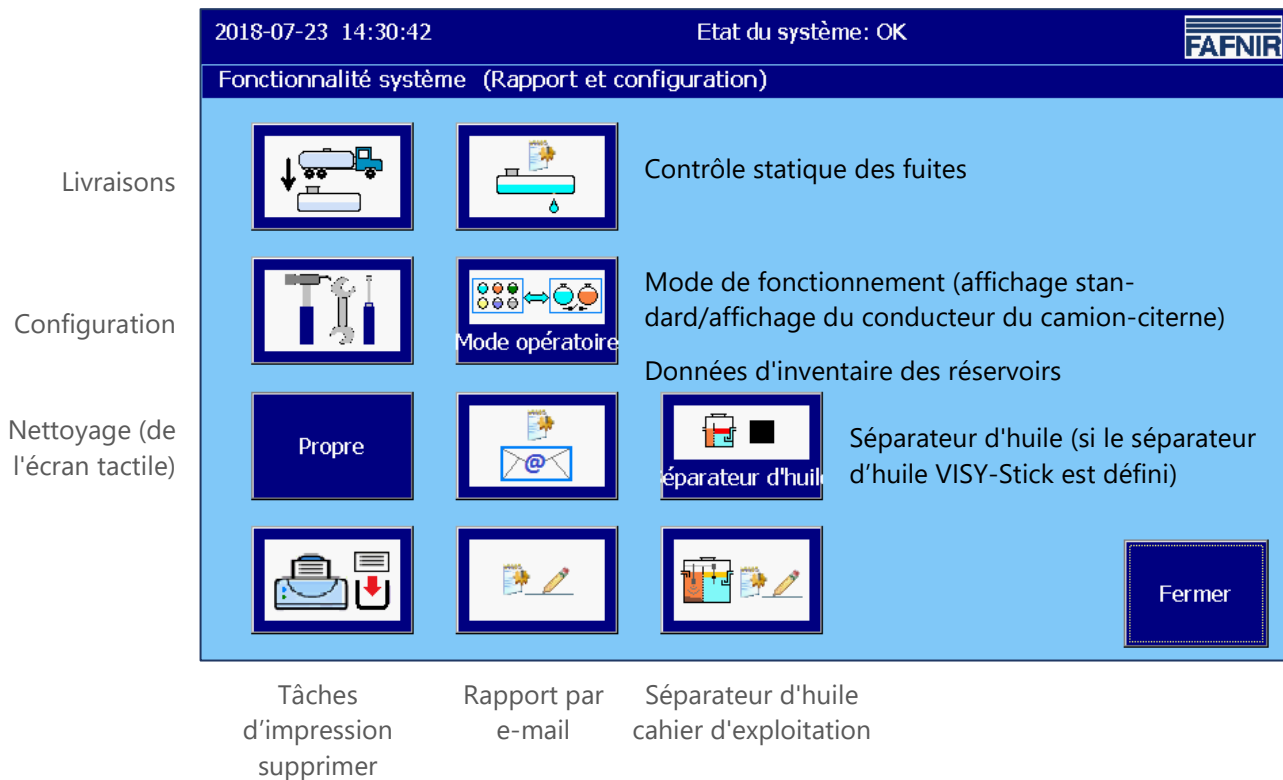 2018-07-23 14:30:42
Etat du système: OK
FAFNIR
Fonctionnalité système (Rapport et configuration)
Livraisons
Contrôle statique des fuites
Configuration
Mode opératoire
Mode de fonctionnement (affichage stan-
dard/affichage du conducteur du camion-citerne)
Données d'inventaire des réservoirs
Nettoyage (de
l'écran tactile)
Propre
@
éparateur d'huil
Séparateur d'huile (si le séparateur
d’huile VISY-Stick est défini)
Fermer
Tâches
d’impression
supprimer
Rapport par
e-mail
Séparateur d'huile
cahier d'exploitation